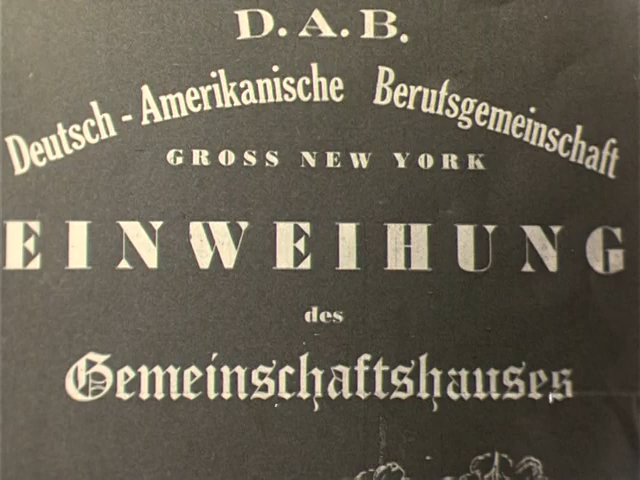 D. A. B.
Deutsch - Amerikanische Berufsgemeinschaft
GROSS NEW YORK
EINWEIHUNG
des
Gemeinschaftshauses